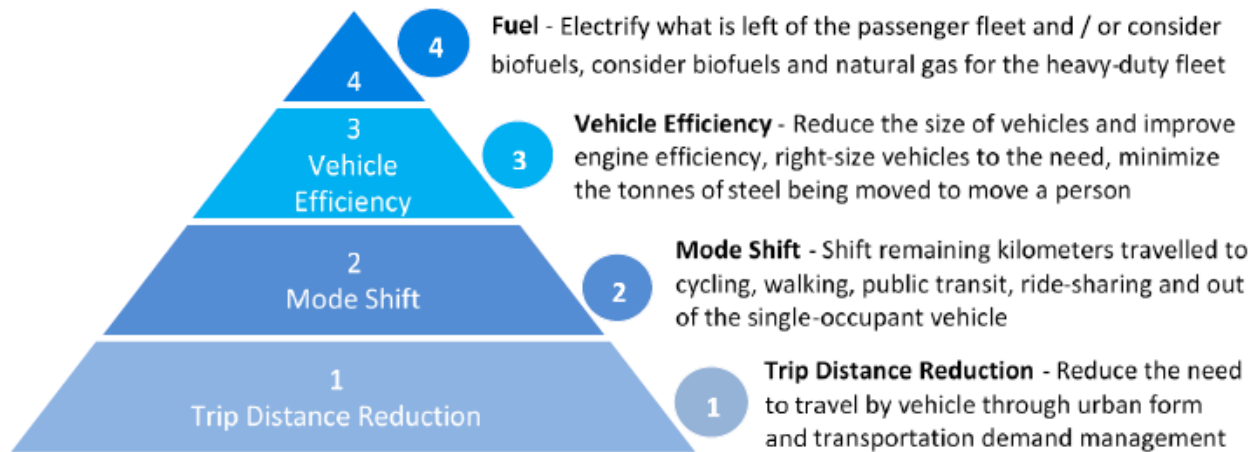 4
4
Fuel - Electrify what is left of the passenger fleet and / or consider
biofuels, consider biofuels and natural gas for the heavy-duty fleet
3
Vehicle
Efficiency
3
Vehicle Efficiency - Reduce the size of vehicles and improve
engine efficiency, right-size vehicles to the need, minimize
the tonnes of steel being moved to move a person
2
Mode Shift
2
Mode Shift - Shift remaining kilometers travelled to
cycling, walking, public transit, ride-sharing and out
of the single-occupant vehicle
1
Trip Distance Reduction
1
Trip Distance Reduction - Reduce the need
to travel by vehicle through urban form
and transportation demand management